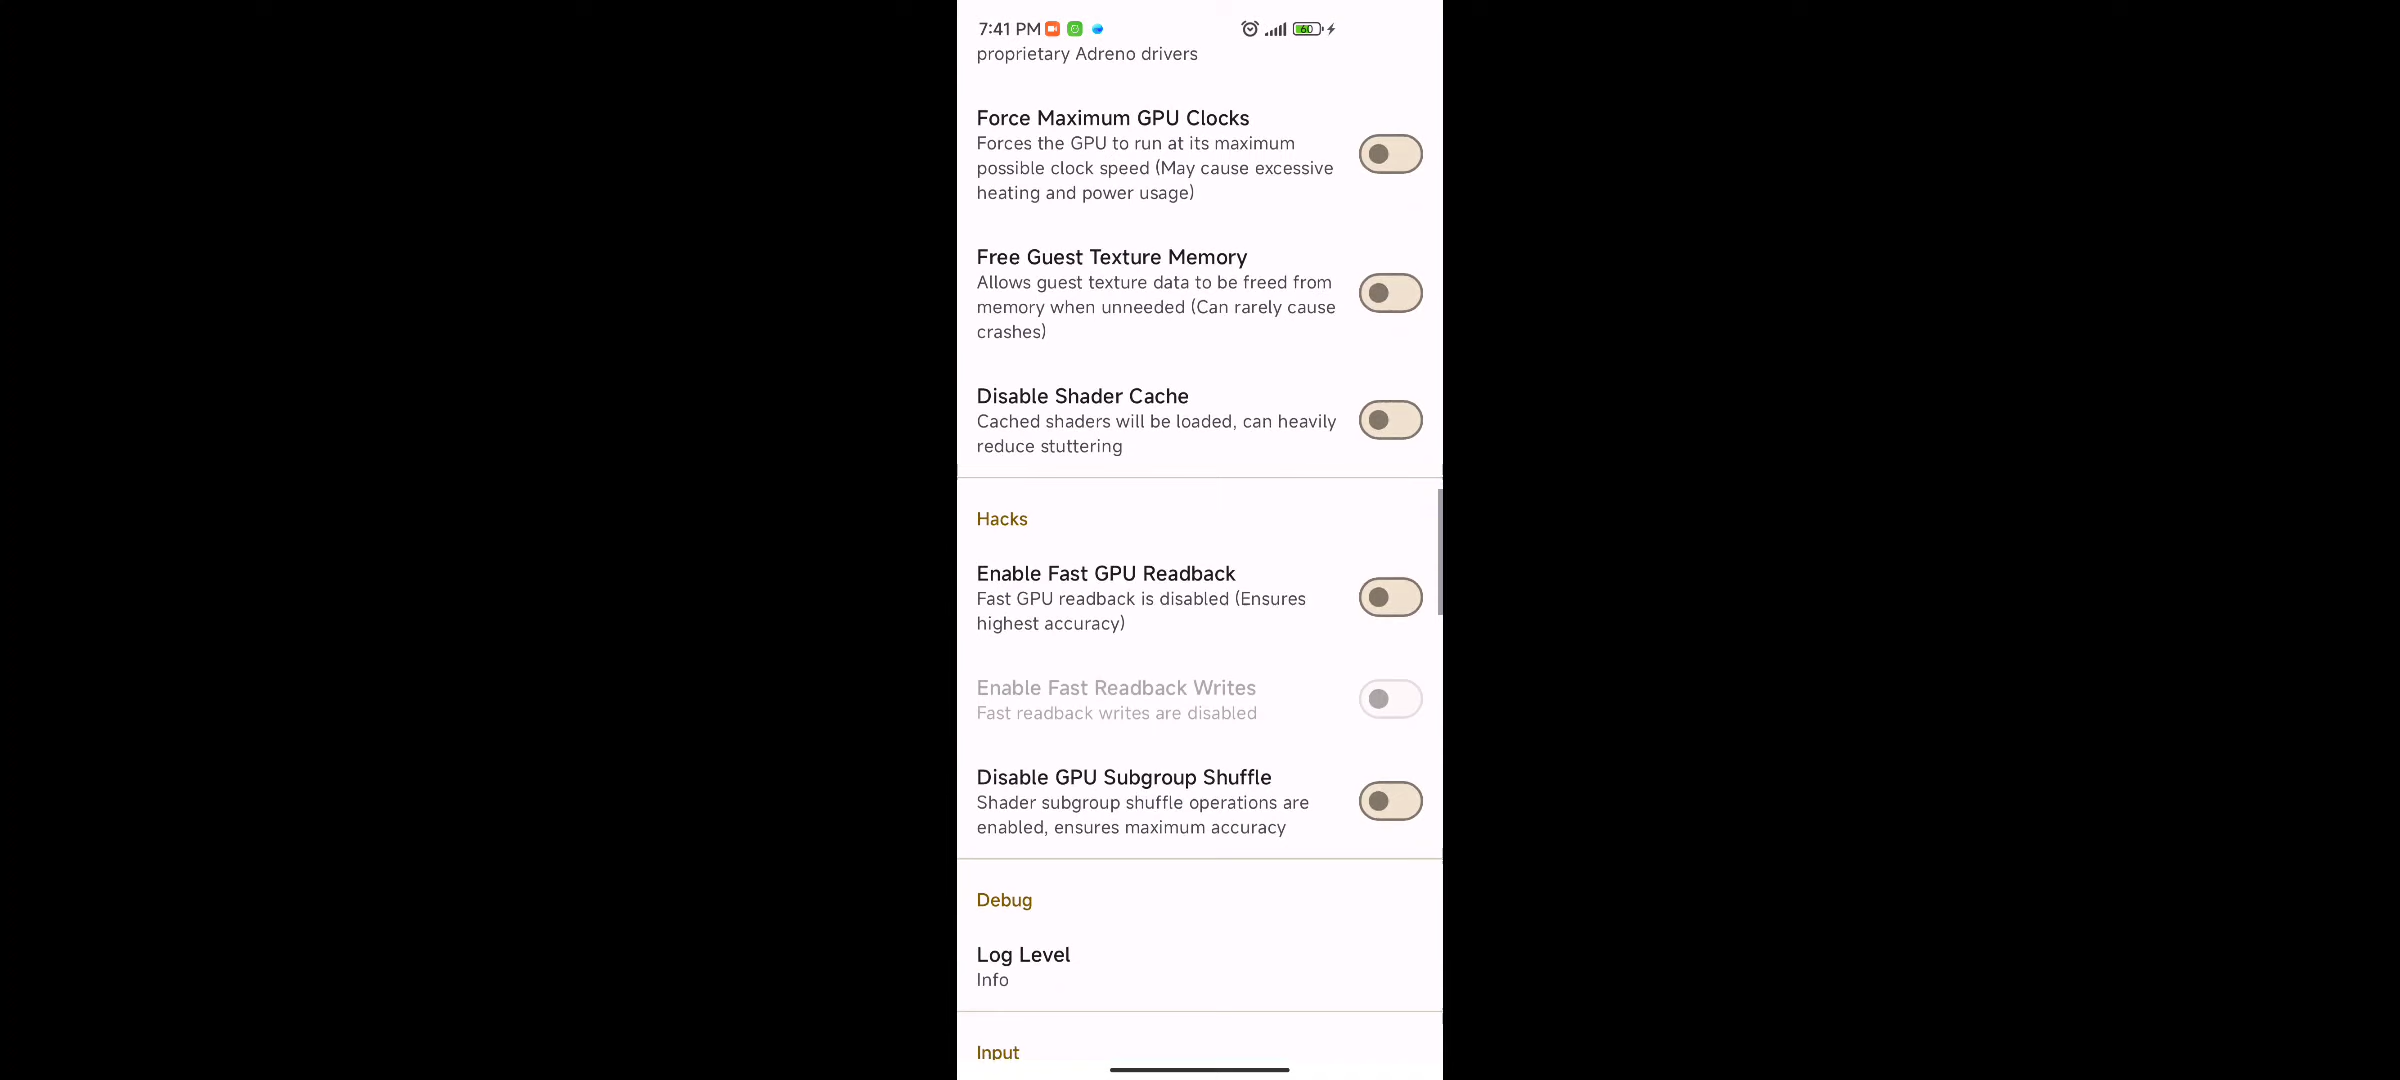 7:41 PM
60
proprietary Adreno drivers
Force Maximum GPU Clocks
Forces the GPU to run at its maximum
possible clock speed (May cause excessive
heating and power usage)
Free Guest Texture Memory
Allows guest texture data to be freed from
memory when unneeded (Can rarely cause
crashes)
Disable Shader Cache
Cached shaders will be loaded, can heavily
reduce stuttering
Hacks
Enable Fast GPU Readback
Fast GPU readback is disabled (Ensures
highest accuracy)
Enable Fast Readback Writes
Fast readback writes are disabled
Disable GPU Subgroup Shuffle
Shader subgroup shuffle operations are
enabled, ensures maximum accuracy
Debug
Log Level
Info
Input